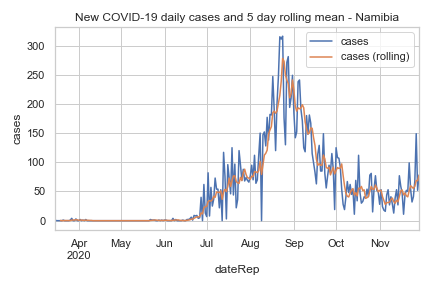 New COVID-19 daily cases and 5 day rolling mean - Namibia
cases
cases (rolling)
300
250
200
150
100
50
0
cases
Apr May Jun Jul Aug Sep Oct Nov
2020
dateRep